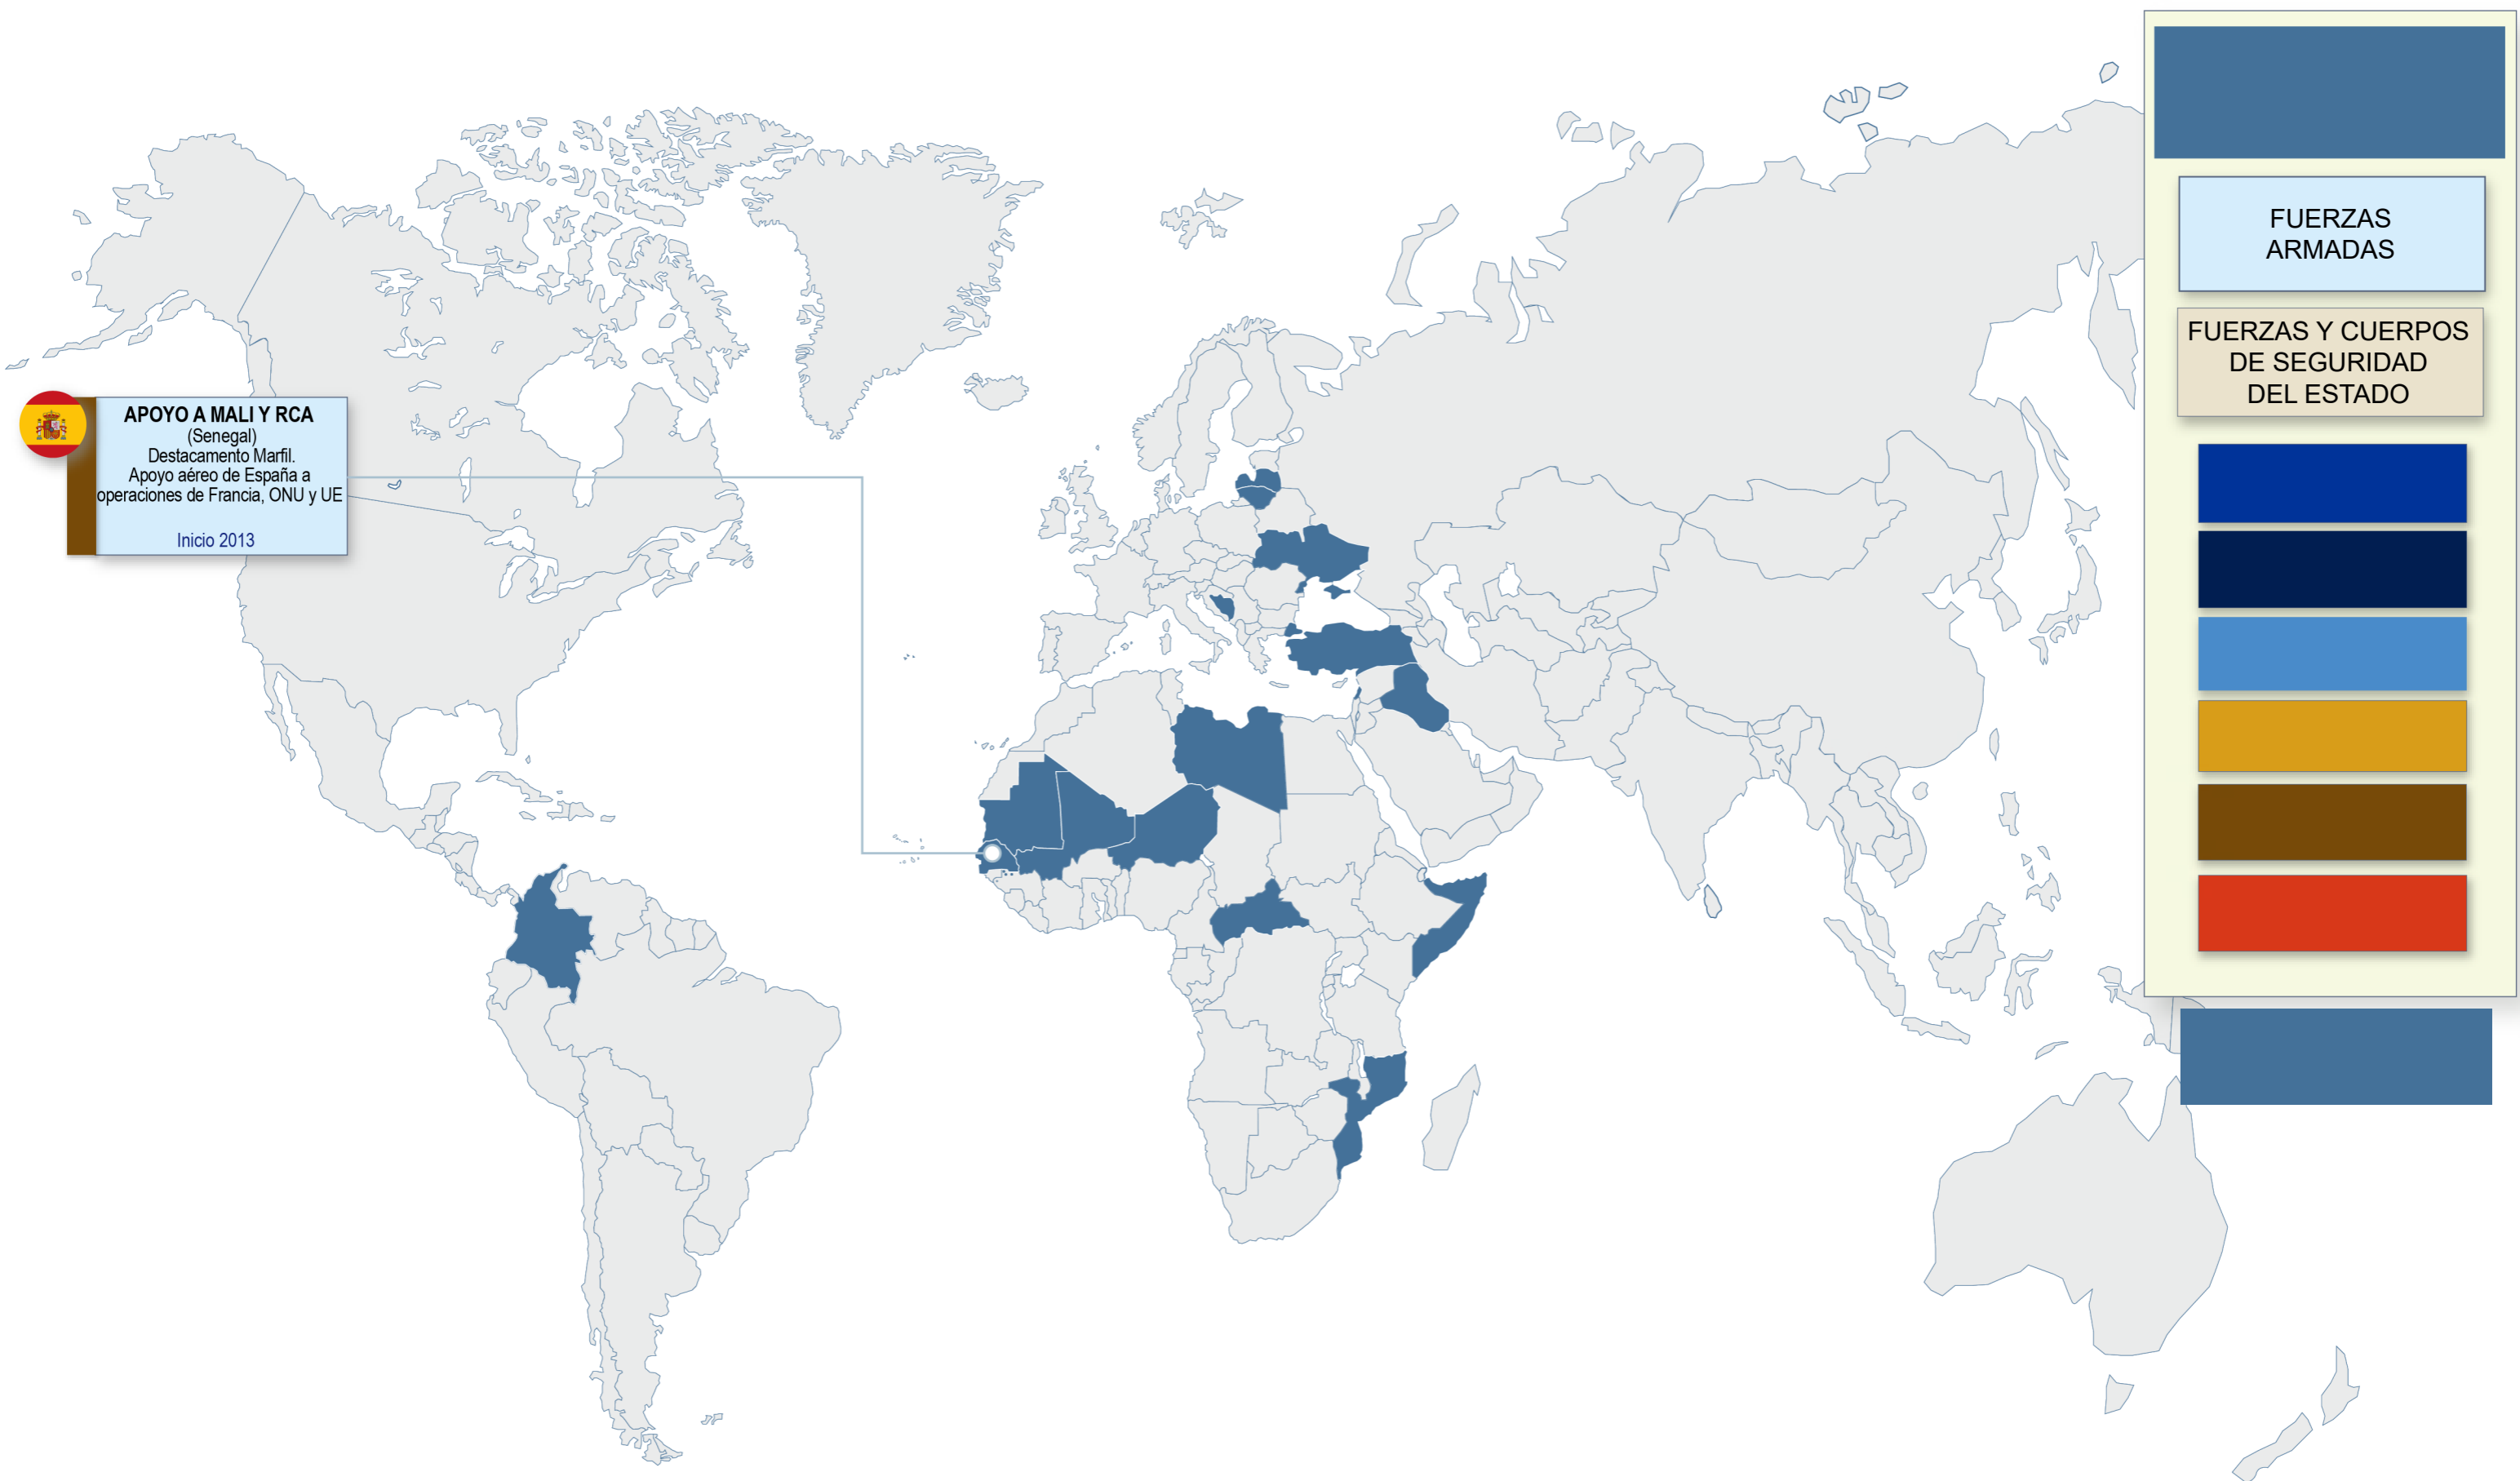 APOYO A MALI Y RCA
(Senegal)
Destacamento Marfil.
Apoyo aéreo de España a
operaciones de Francia, ONU y UE
Inicio 2013
FUERZAS
ARMADAS
FUERZAS Y CUERPOS
DE SEGURIDAD
DEL ESTADO